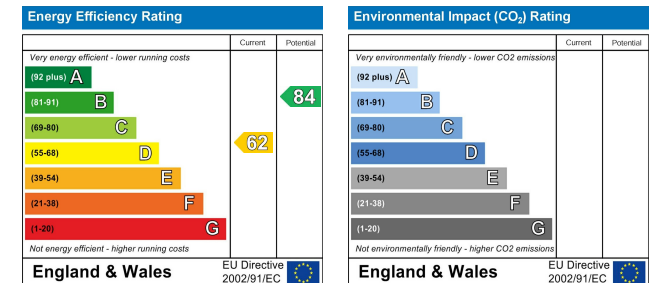 Energy Efficiency Rating
Current Potential
Very energy efficient - lower running costs
(92 plus) A
(81-91) B
84
(69-80) C
(55-68) D
62
(39-54) E
(21-38) F
(1-20) G
Not energy efficient - higher running costs
England & Wales
EU Directive
2002/91/EC
Environmental Impact (CO₂) Rating
Current Potential
Very environmentally friendly - lower CO2 emissions
(92 plus) A
(81-91) B
(69-80) C
(55-68) D
(39-54) E
(21-38) F
(1-20) G
Not environmentally friendly - higher CO2 emissions
England & Wales
EU Directive
2002/91/EC